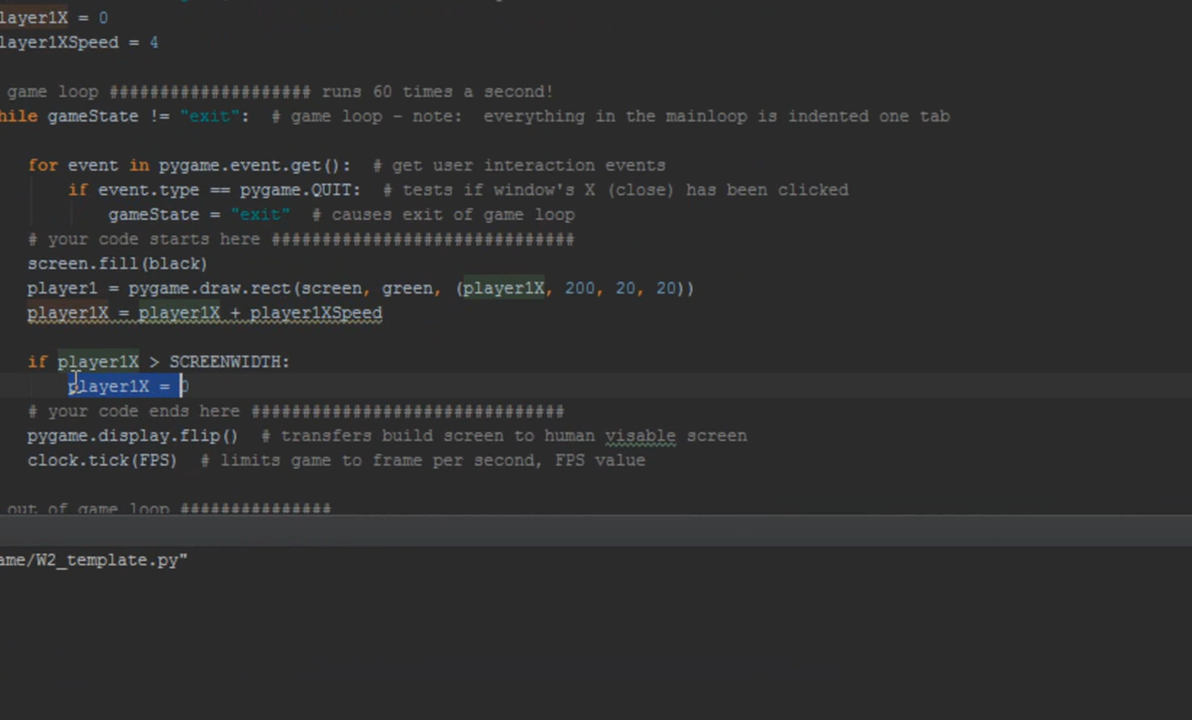 layer1X = 0
layer1XSpeed = 4
game loop #################### runs 60 times a second!
hile gameState != "exit":  # game loop - note:  everything in the mainloop is indented one tab
for event in pygame.event.get():  # get user interaction events
if event.type == pygame.QUIT:  # tests if window's X (close) has been clicked
gameState = "exit"  # causes exit of game loop
# your code starts here ##############################
screen.fill(black)
player1 = pygame.draw.rect(screen, green, (player1X, 200, 20, 20))
player1X = player1X + player1XSpeed
if player1X > SCREENWIDTH:
player1X = 0
# your code ends here ###############################
pygame.display.flip()  # transfers build screen to human visable screen
clock.tick(FPS)  # limits game to frame per second, FPS value
out of game loop ###############
ame/W2_template.py"